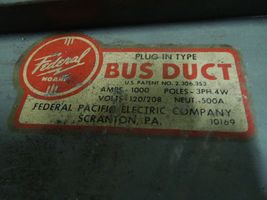 Federal
NOARK
PLUG-IN TYPE
BUS DUCT
U.S. PATENT NO. 2,306,353
AMPS-1000 POLES-3PH.4W
VOLTS-120/208 NEUT.-500A.
FEDERAL PACIFIC ELECTRIC COMPANY
SCRANTON, PA.
10169